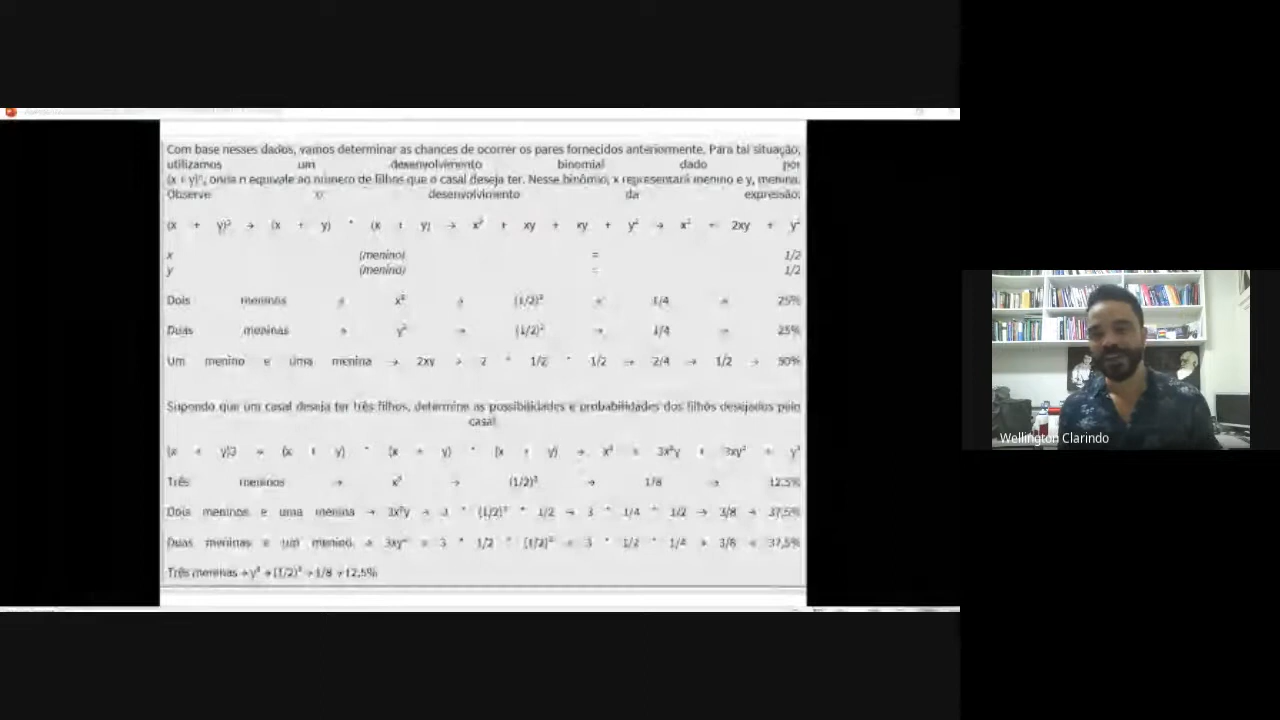 Com base nesses dados, vamos determinar as chances de ocorrer os pares fornecidos anteriormente. Para tal situação,
utilizamos um desenvolvimento binomial dado por
(x + y)ⁿ, onde n equivale ao número de filhos que o casal deseja ter. Nesse binômio, x representará menino e y, menina.
Observe o desenvolvimento da expressão:
(x + y)² → (x + y) * (x + y) → x² + xy + xy + y² → x² + 2xy + y²
x (menino) = 1/2
y (menina) = 1/2
Dois meninos → x² → (1/2)² → 1/4 → 25%
Duas meninas → y² → (1/2)² → 1/4 → 25%
Um menino e uma menina → 2xy → 2 * 1/2 * 1/2 → 2/4 → 1/2 → 50%
Supondo que um casal deseja ter três filhos, determine as possibilidades e probabilidades dos filhos desejados pelo
casal
(x + y)3 = (x + y) * (x + y) * (x + y) → x³ + 3x²y + 3xy² + y³
Três meninos → x³ → (1/2)³ → 1/8 → 12,5%
Dois meninos e uma menina → 3x²y → 3 * (1/2)² * 1/2 → 3 * 1/4 * 1/2 → 3/8 → 37,5%
Duas meninas e um menino → 3xy² = 3 * 1/2 * (1/2)² = 3 * 1/2 * 1/4 = 3/8 = 37,5%
Três meninas → y³ → (1/2)³ → 1/8 → 12,5%
Wellington Clarindo